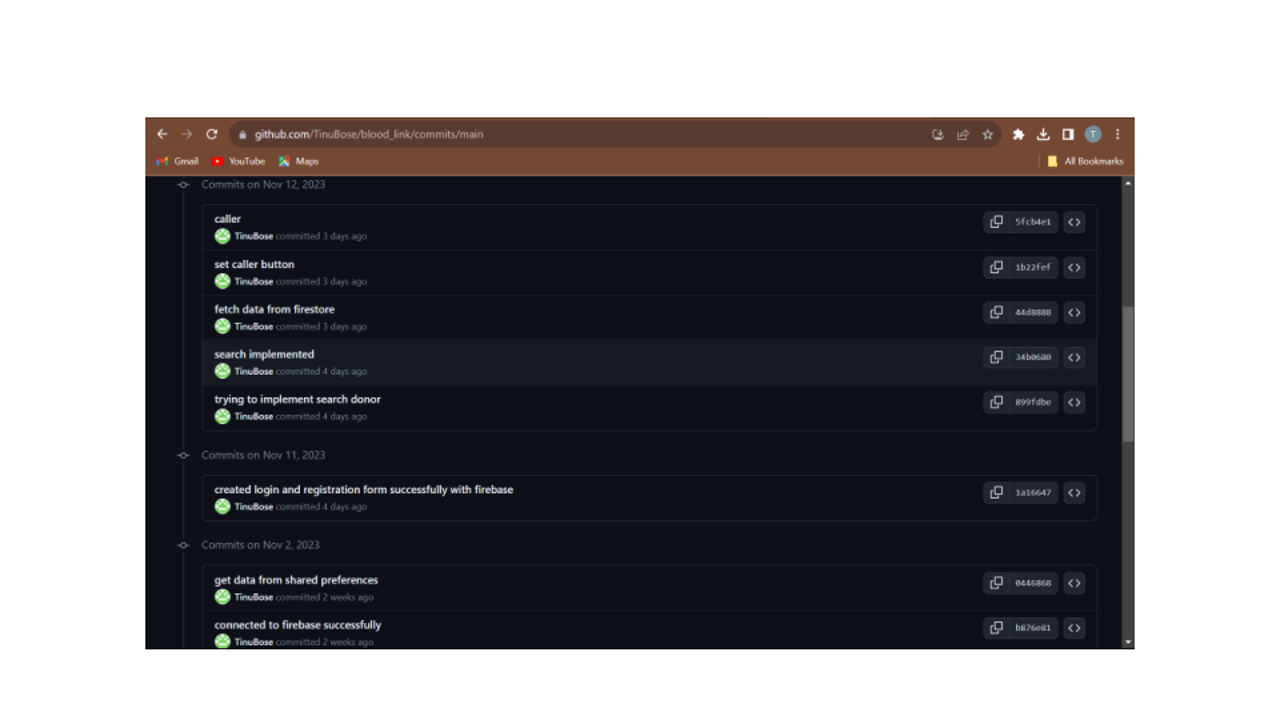 github.com/TinuBose/blood_link/commits/main
T
Gmail YouTube Maps All Bookmarks
Commits on Nov 12, 2023
caller
TinuBose committed 3 days ago
5fcb4e1
set caller button
TinuBose committed 3 days ago
1b22fef
fetch data from firestore
TinuBose committed 3 days ago
44d8888
search implemented
TinuBose committed 4 days ago
34b0680
trying to implement search donor
TinuBose committed 4 days ago
899fdbe
Commits on Nov 11, 2023
created login and registration form successfully with firebase
TinuBose committed 4 days ago
1a16647
Commits on Nov 2, 2023
get data from shared preferences
TinuBose committed 2 weeks ago
0446868
connected to firebase successfully
TinuBose committed 2 weeks ago
b876e81